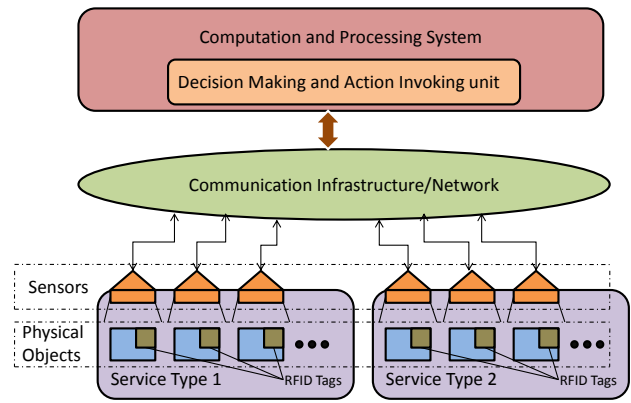 Computation and Processing System
Decision Making and Action Invoking unit
Communication Infrastructure/Network
Sensors
Physical
Objects
Service Type 1
RFID Tags
Service Type 2
RFID Tags